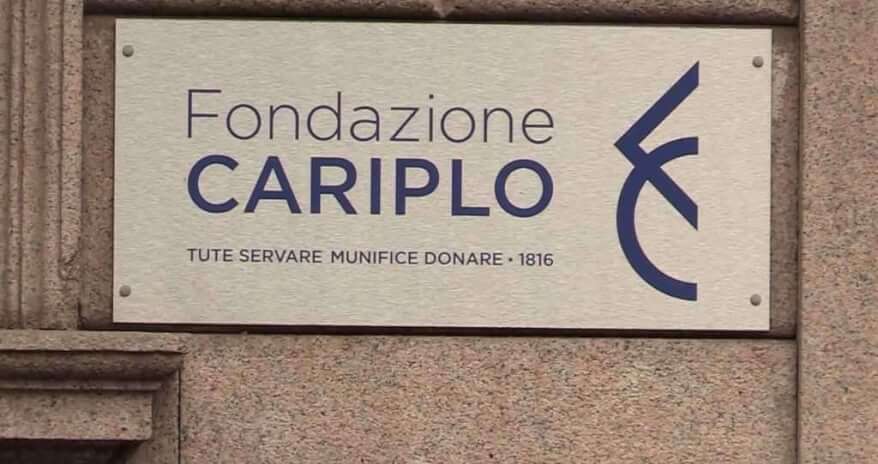 Fondazione
CARIPLO
TUTE SERVARE MUNIFICE DONARE • 1816